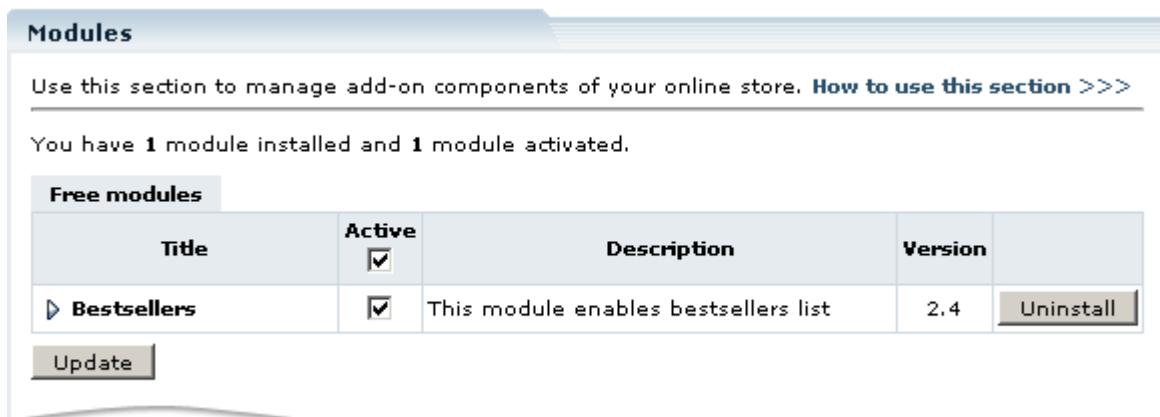 Modules
Use this section to manage add-on components of your online store. How to use this section >>>
You have 1 module installed and 1 module activated.
Free modules
Title Active Description Version
Bestsellers This module enables bestsellers list 2.4 Uninstall
Update